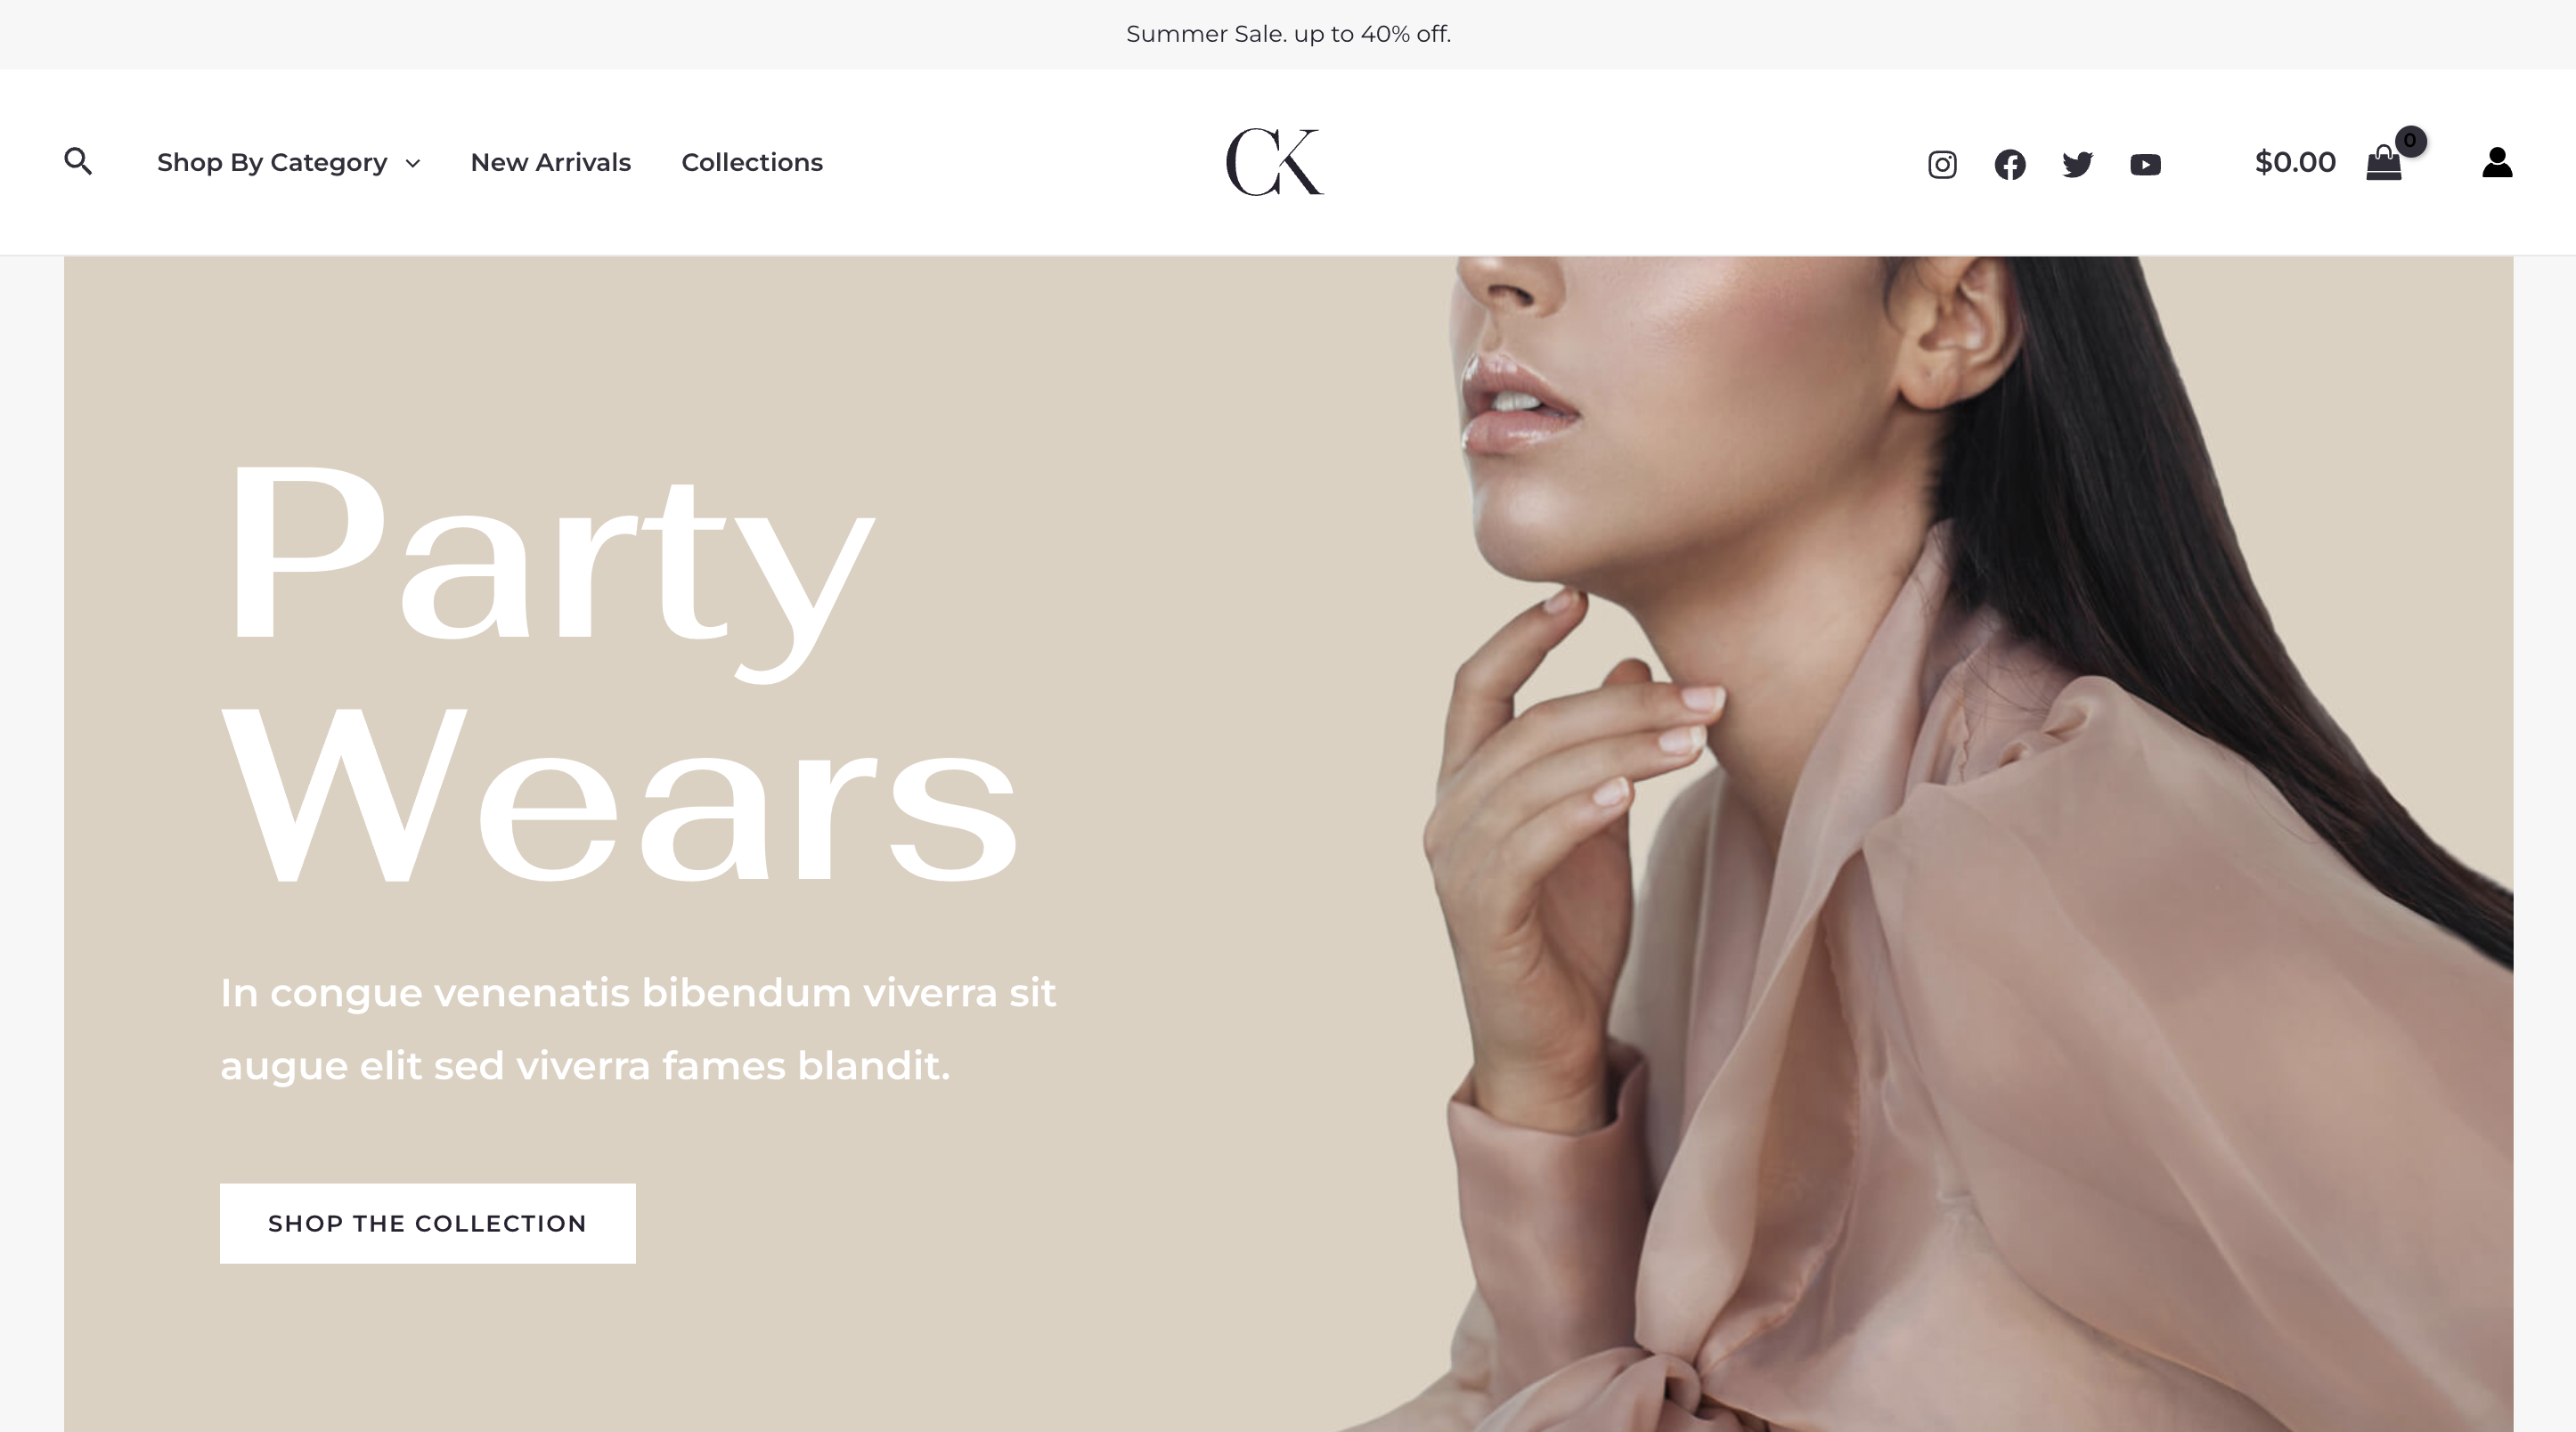 Summer Sale. up to 40% off.
Shop By Category
New Arrivals
Collections
CK
$0.00
0
Party
Wears
In congue venenatis bibendum viverra sit
augue elit sed viverra fames blandit.
SHOP THE COLLECTION